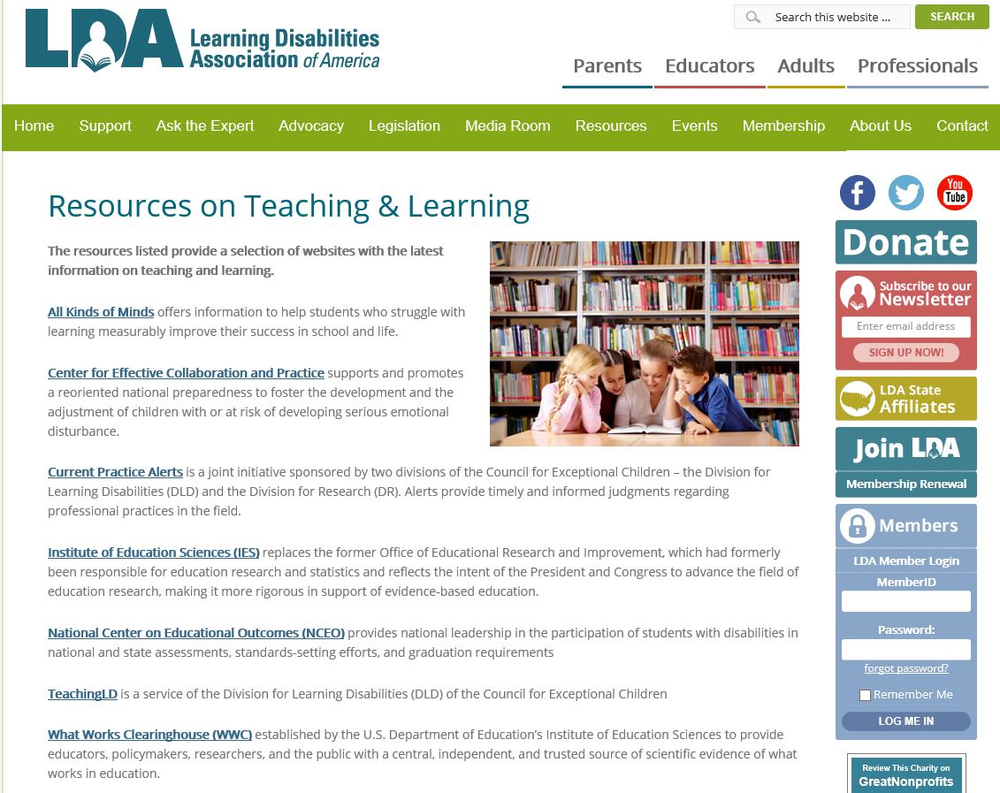 LDA Learning Disabilities
Association of America
Search this website ...
SEARCH
Parents Educators Adults Professionals
Home Support Ask the Expert Advocacy Legislation Media Room Resources Events Membership About Us Contact
Resources on Teaching & Learning
The resources listed provide a selection of websites with the latest
information on teaching and learning.
All Kinds of Minds offers information to help students who struggle with
learning measurably improve their success in school and life.
Center for Effective Collaboration and Practice supports and promotes
a reoriented national preparedness to foster the development and the
adjustment of children with or at risk of developing serious emotional
disturbance.
Current Practice Alerts is a joint initiative sponsored by two divisions of the Council for Exceptional Children – the Division for
Learning Disabilities (DLD) and the Division for Research (DR). Alerts provide timely and informed judgments regarding
professional practices in the field.
Institute of Education Sciences (IES) replaces the former Office of Educational Research and Improvement, which had formerly
been responsible for education research and statistics and reflects the intent of the President and Congress to advance the field of
education research, making it more rigorous in support of evidence-based education.
National Center on Educational Outcomes (NCEO) provides national leadership in the participation of students with disabilities in
national and state assessments, standards-setting efforts, and graduation requirements
TeachingLD is a service of the Division for Learning Disabilities (DLD) of the Council for Exceptional Children
What Works Clearinghouse (WWC) established by the U.S. Department of Education's Institute of Education Sciences to provide
educators, policymakers, researchers, and the public with a central, independent, and trusted source of scientific evidence of what
works in education.
You
Tube
Donate
Subscribe to our
Newsletter
Enter email address
SIGN UP NOW!
LDA State
Affiliates
Join LDA
Membership Renewal
Members
LDA Member Login
MemberID
Password:
forgot password?
Remember Me
LOG ME IN
Review This Charity on
GreatNonprofits